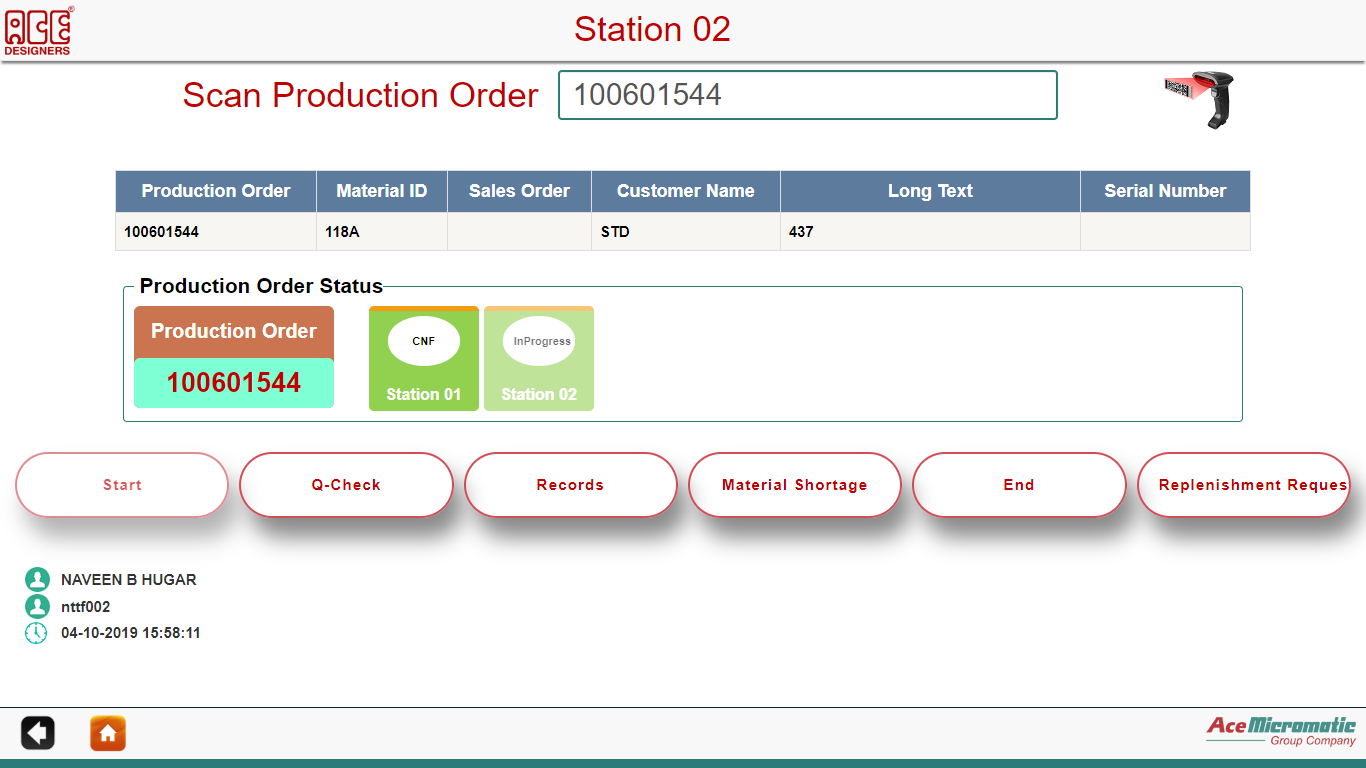 ACE®
DESIGNERS
Station 02
Scan Production Order 100601544
Production Order Material ID Sales Order Customer Name Long Text Serial Number
100601544 118A STD 437
Production Order Status
Production Order
100601544
CNF
Station 01
InProgress
Station 02
Start Q-Check Records Material Shortage End Replenishment Reques
NAVEEN B HUGAR
nttf002
04-10-2019 15:58:11
Ace Micromatic
Group Company